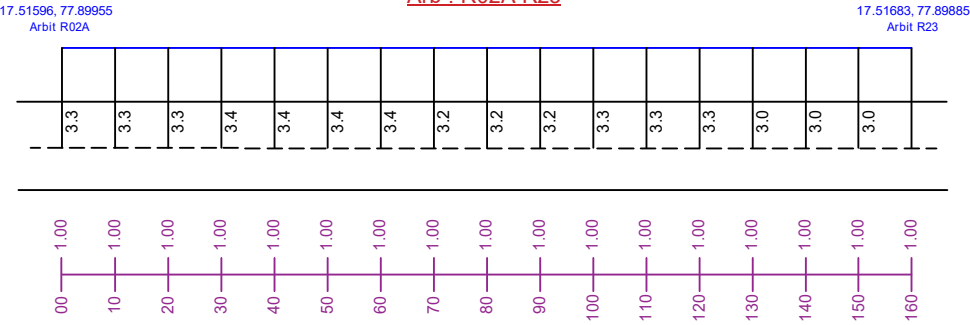 Arb : R02A-R23
17.51596, 77.89955
Arbit R02A
17.51683, 77.89885
Arbit R23
3.3 3.3 3.3 3.4 3.4 3.4 3.4 3.2 3.2 3.2 3.3 3.3 3.3 3.0 3.0 3.0
1.00 1.00 1.00 1.00 1.00 1.00 1.00 1.00 1.00 1.00 1.00 1.00 1.00 1.00 1.00 1.00 1.00
00 10 20 30 40 50 60 70 80 90 100 110 120 130 140 150 160